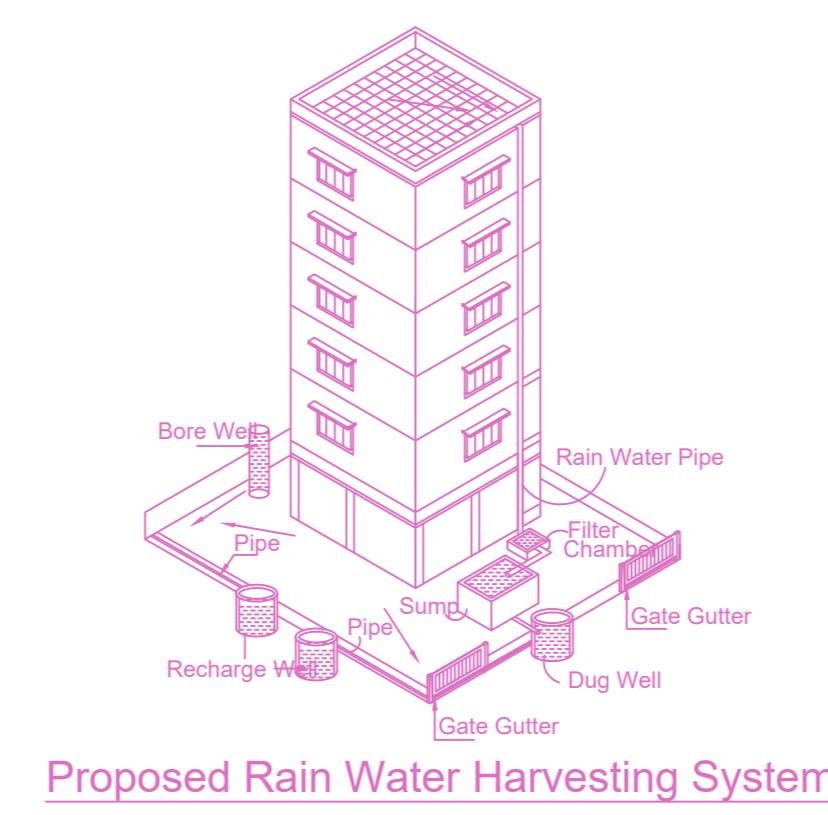 Bore Well
Rain Water Pipe
Filter
Chamber
Pipe
Sump
Gate Gutter
Pipe
Recharge Well
Dug Well
Gate Gutter
Proposed Rain Water Harvesting System